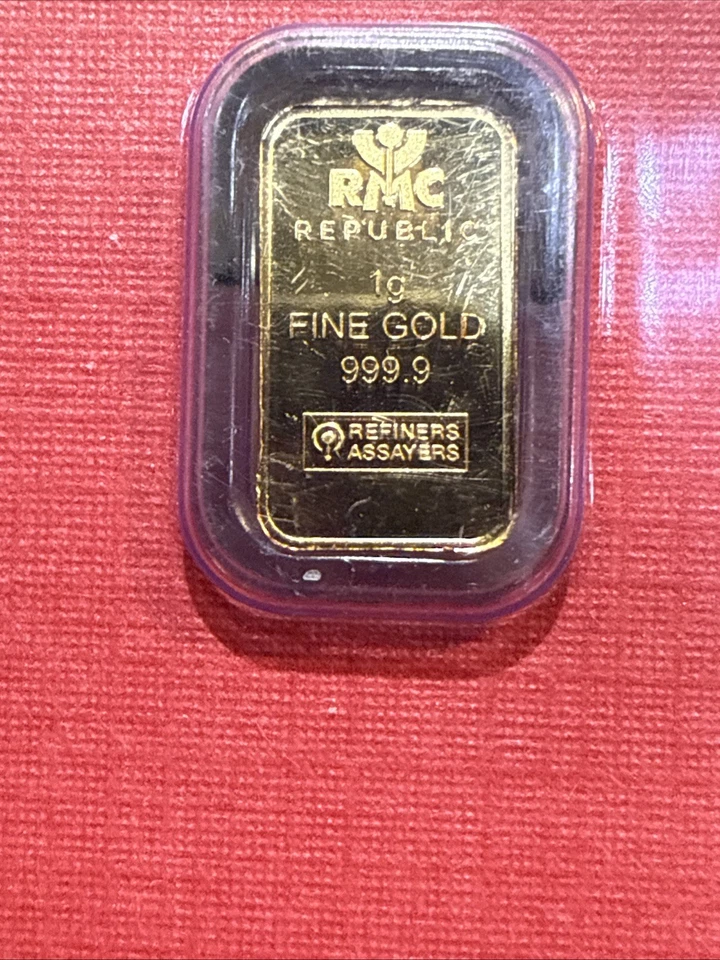 RMC
REPUBLIC
1g
FINE GOLD
999.9
REFINERS
ASSAYERS